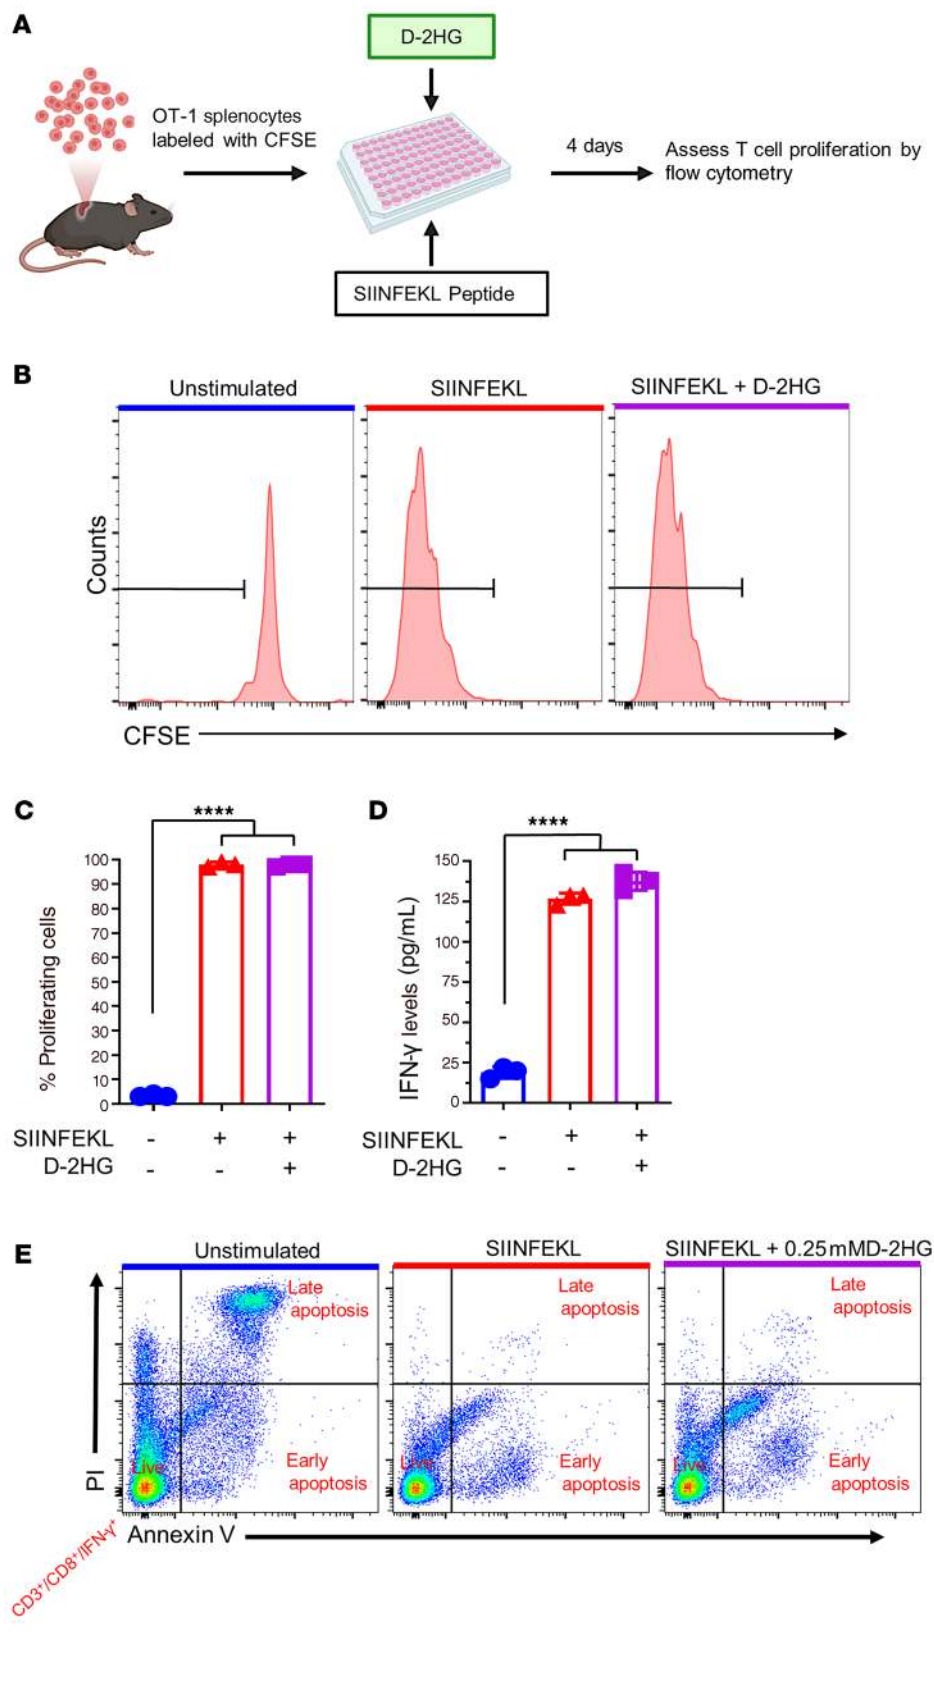 A
D-2HG
OT-1 splenocytes
labeled with CFSE
4 days
Assess T cell proliferation by
flow cytometry
SIINFEKL Peptide
B
Unstimulated
SIINFEKL
SIINFEKL + D-2HG
Counts
CFSE
C
****
% Proliferating cells
100
90
80
70
60
50
40
30
20
10
0
SIINFEKL - + +
D-2HG - - +
D
****
IFN-γ levels (pg/mL)
150
125
100
75
50
25
0
SIINFEKL - + +
D-2HG - - +
E
Unstimulated
SIINFEKL
SIINFEKL + 0.25mMD-2HG
Late
apoptosis
Late
apoptosis
Late
apoptosis
Live
Early
apoptosis
Live
Early
apoptosis
Live
Early
apoptosis
PI
Annexin V
CD3+/CD8+/IFN-γ+